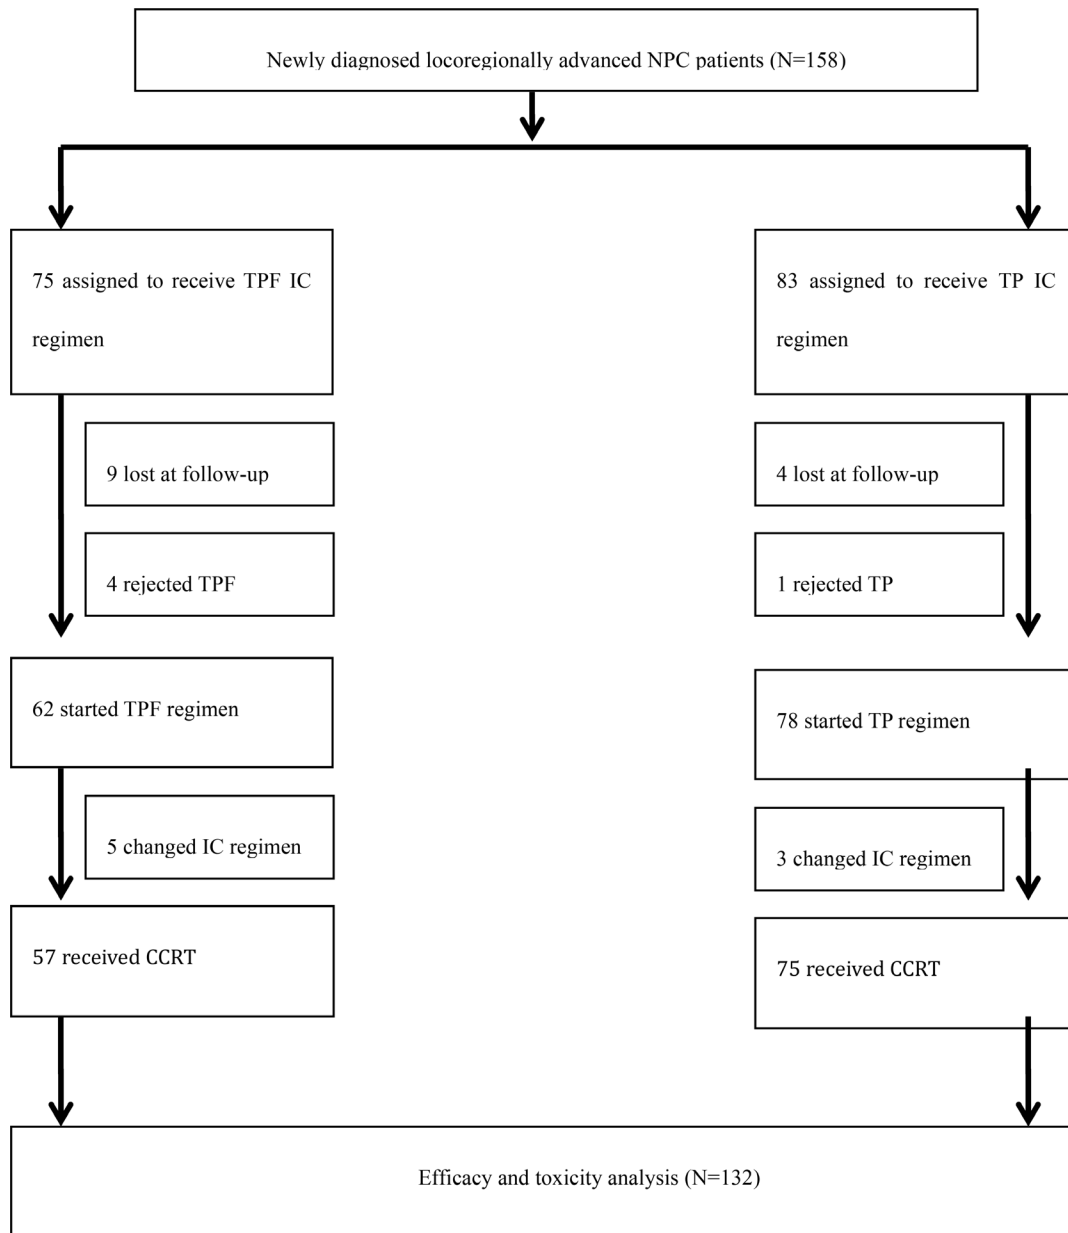 Newly diagnosed locoregionally advanced NPC patients (N=158)
75 assigned to receive TPF IC
regimen
9 lost at follow-up
4 rejected TPF
62 started TPF regimen
5 changed IC regimen
57 received CCRT
83 assigned to receive TP IC
regimen
4 lost at follow-up
1 rejected TP
78 started TP regimen
3 changed IC regimen
75 received CCRT
Efficacy and toxicity analysis (N=132)